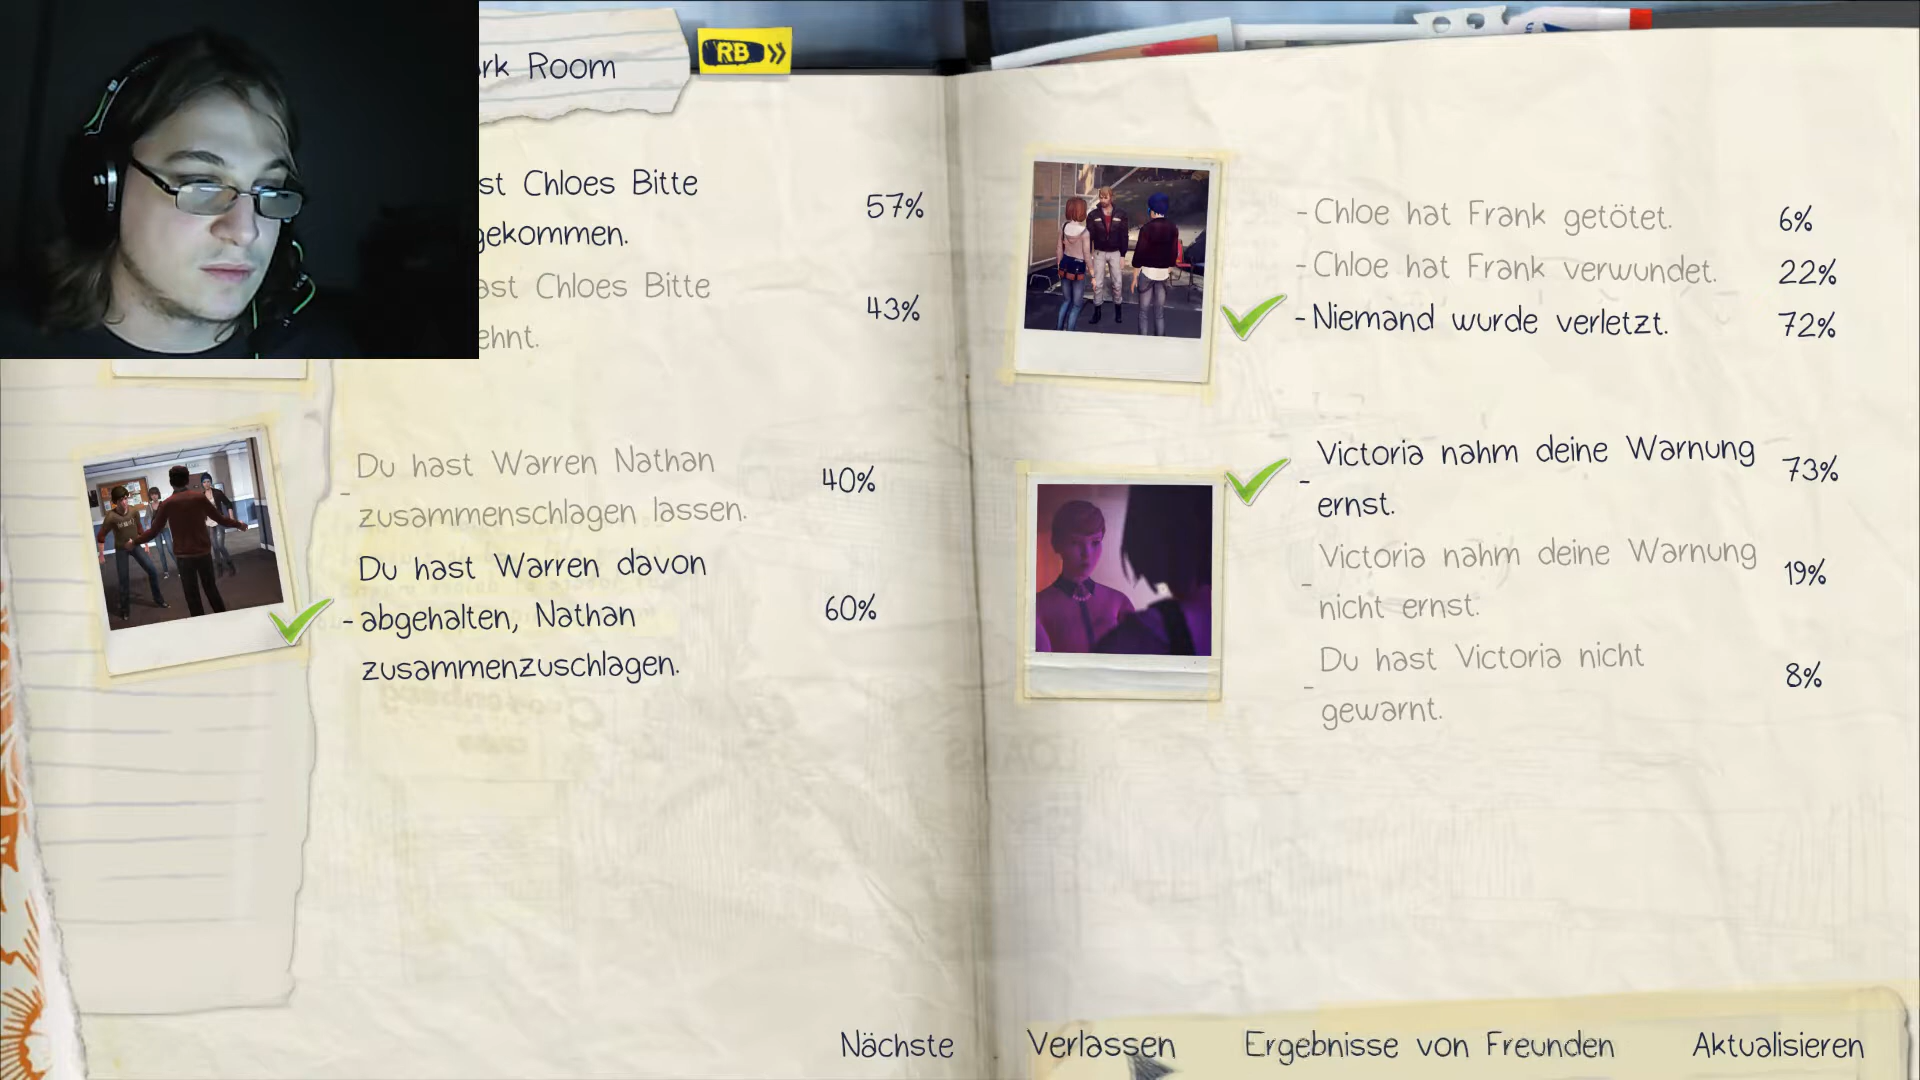 rk Room
RB
st Chloes Bitte
gekommen.
57%
ast Chloes Bitte
ehnt.
43%
Du hast Warren Nathan
zusammenschlagen lassen.
40%
Du hast Warren davon
- abgehalten, Nathan
zusammenzuschlagen.
60%
- Chloe hat Frank getötet. 6%
- Chloe hat Frank verwundet. 22%
- Niemand wurde verletzt. 72%
Victoria nahm deine Warnung
ernst.
73%
Victoria nahm deine Warnung
nicht ernst.
19%
Du hast Victoria nicht
gewarnt.
8%
Nächste Verlassen Ergebnisse von Freunden Aktualisieren